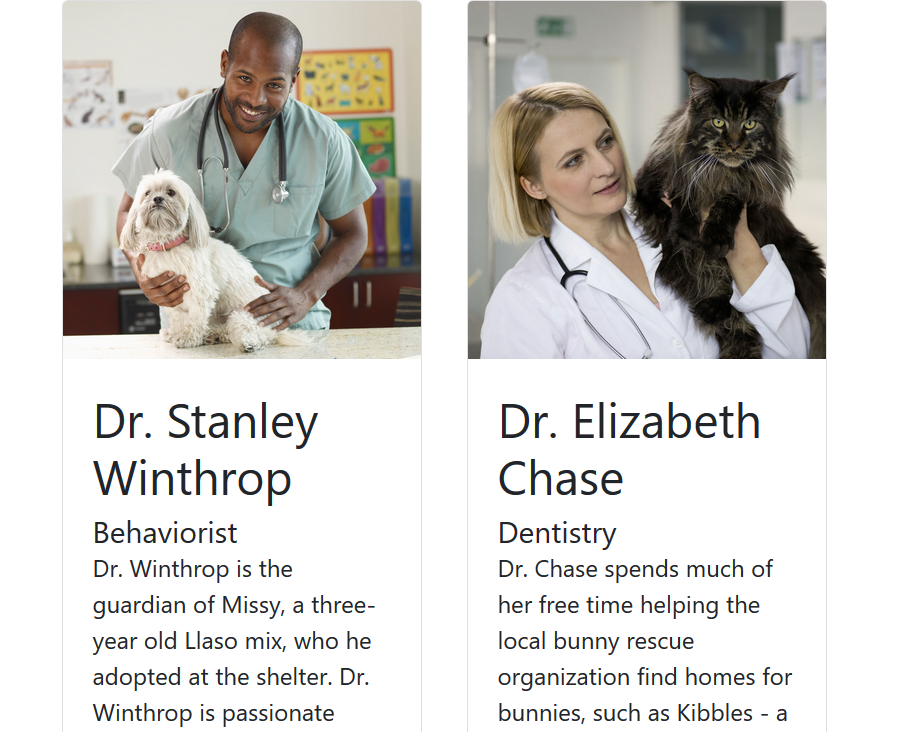 Dr. Stanley
Winthrop
Behaviorist
Dr. Winthrop is the
guardian of Missy, a three-
year old Llaso mix, who he
adopted at the shelter. Dr.
Winthrop is passionate
Dr. Elizabeth
Chase
Dentistry
Dr. Chase spends much of
her free time helping the
local bunny rescue
organization find homes for
bunnies, such as Kibbles - a